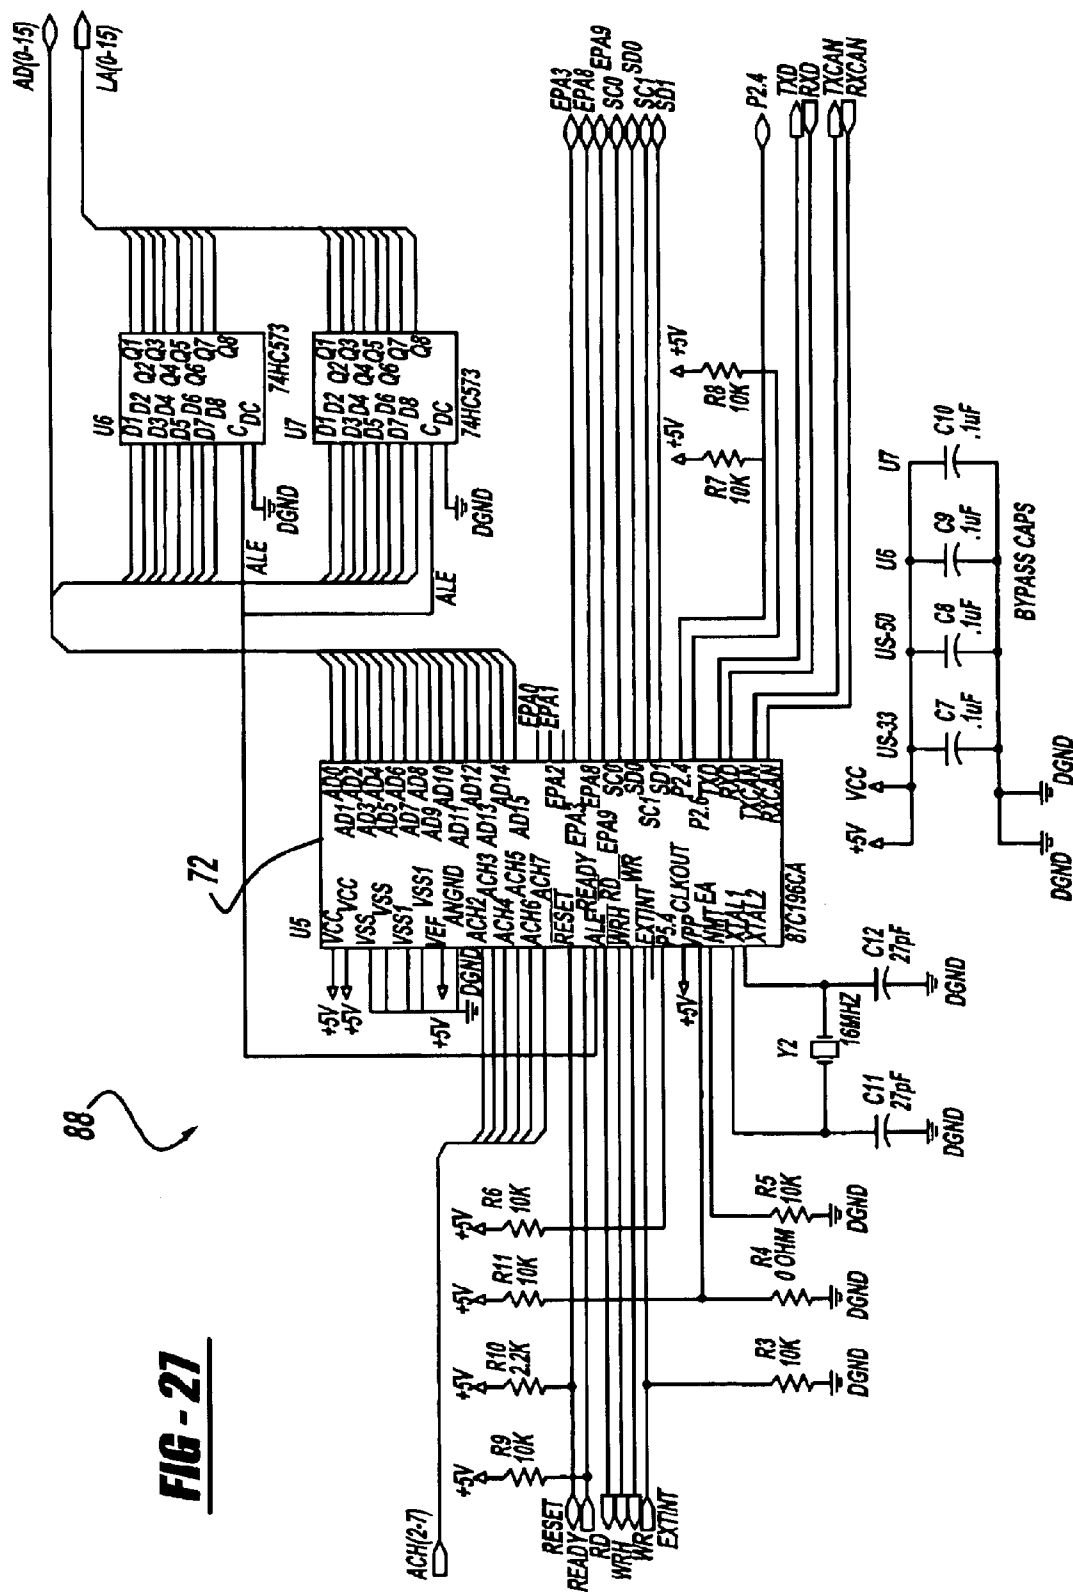 FIG - 27
88
72
AD(0-15)
LA(0-15)
U6
D1 Q1
D2 Q2
D3 Q3
D4 Q4
D5 Q5
D6 Q6
D7 Q7
D8 Q8
C
DC
74HC573
DGND
ALE
U7
D1 Q1
D2 Q2
D3 Q3
D4 Q4
D5 Q5
D6 Q6
D7 Q7
D8 Q8
C
DC
74HC573
DGND
ALE
U5
VCC
VCC
VSS
VSS
VSS1
VSS1
VEF
ANGND
ACH2
ACH3
ACH4
ACH5
ACH6
ACH7
RESET
READY
ALE
RD
WRH
WR
EXTINT
P5.4
CLKOUT
VPP
EA
NMT
XTAL1
XTAL2
AD0
AD1
AD2
AD3
AD4
AD5
AD6
AD7
AD8
AD9
AD10
AD11
AD12
AD13
AD14
AD15
EPA0
EPA1
EPA2
EPA3
EPA8
EPA9
SC0
SD0
SC1
SD1
P2.4
P2.6
TXD
RXD
TXCAN
RXCAN
87C196CA
+5V
+5V
+5V
DGND
+5V
EPA3
EPA8
EPA9
SC0
SD0
SC1
SD1
P2.4
TXD
RXD
TXCAN
RXCAN
+5V
R7
10K
+5V
R8
10K
ACH(2-7)
+5V
R9
10K
+5V
R10
2.2K
+5V
R11
10K
+5V
R6
10K
RESET
READY
RD
WRH
WR
EXTINT
R3
10K
DGND
R4
0 OHM
DGND
R5
10K
DGND
Y2
16MHZ
C11
27pF
DGND
C12
27pF
DGND
+5V
VCC
US-33
US-50
U6
U7
C7
.1uF
C8
.1uF
C9
.1uF
C10
.1uF
BYPASS CAPS
DGND
DGND